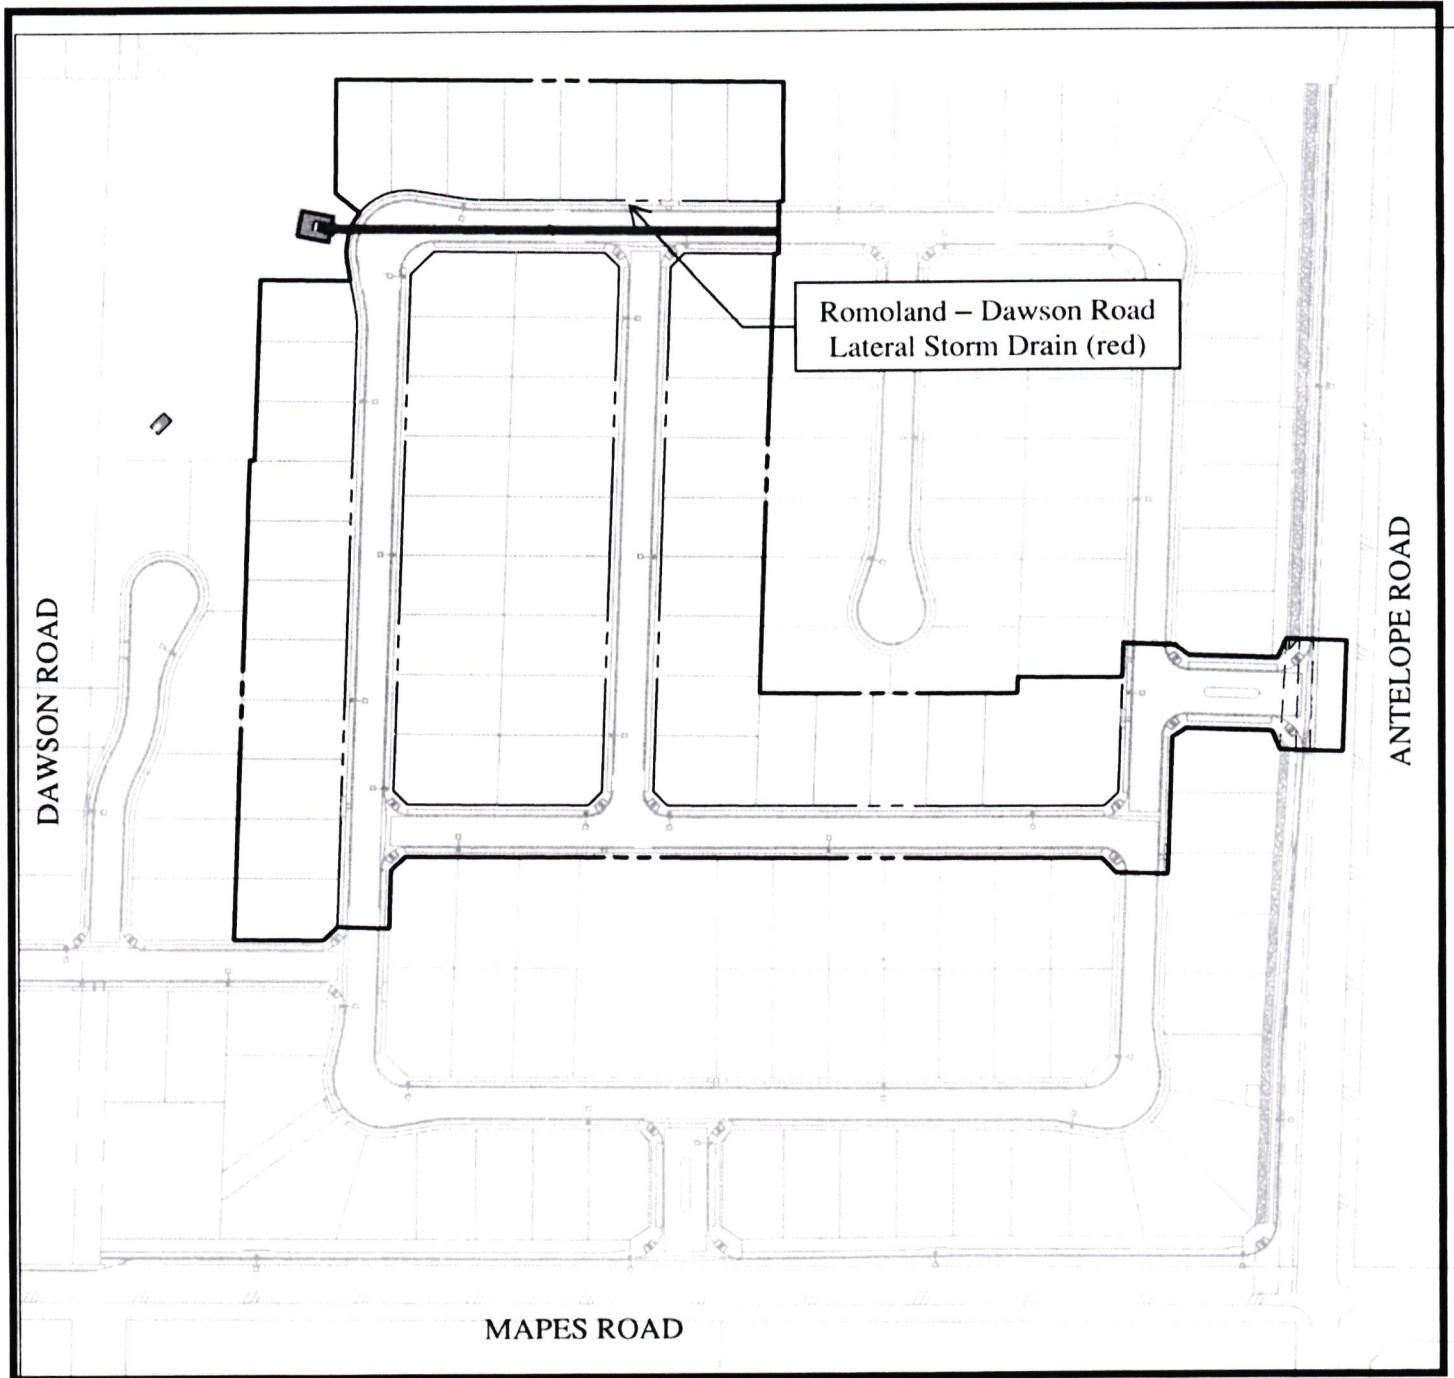 Romoland – Dawson Road
Lateral Storm Drain (red)
DAWSON ROAD
ANTELOPE ROAD
MAPES ROAD